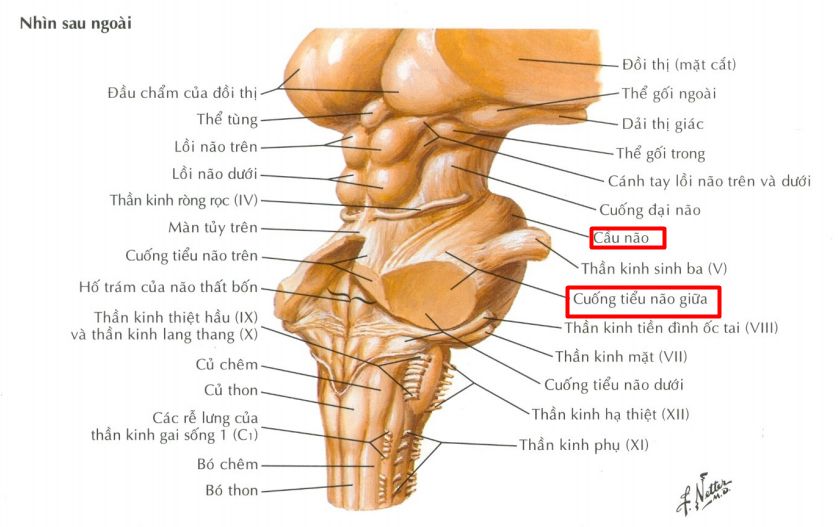 Nhìn sau ngoài
Đầu chẩm của đồi thị
Thể tùng
Lồi não trên
Lồi não dưới
Thần kinh ròng rọc (IV)
Màn tủy trên
Cuống tiểu não trên
Hố trám của não thất bốn
Thần kinh thiệt hầu (IX)
và thần kinh lang thang (X)
Củ chêm
Củ thon
Các rễ lưng của
thần kinh gai sống 1 (C₁)
Bó chêm
Bó thon
Đồi thị (mặt cắt)
Thể gối ngoài
Dải thị giác
Thể gối trong
Cánh tay lồi não trên và dưới
Cuống đại não
Cầu não
Thần kinh sinh ba (V)
Cuống tiểu não giữa
Thần kinh tiền đình ốc tai (VIII)
Thần kinh mặt (VII)
Cuống tiểu não dưới
Thần kinh hạ thiệt (XII)
Thần kinh phụ (XI)
F. Netter
M.D.